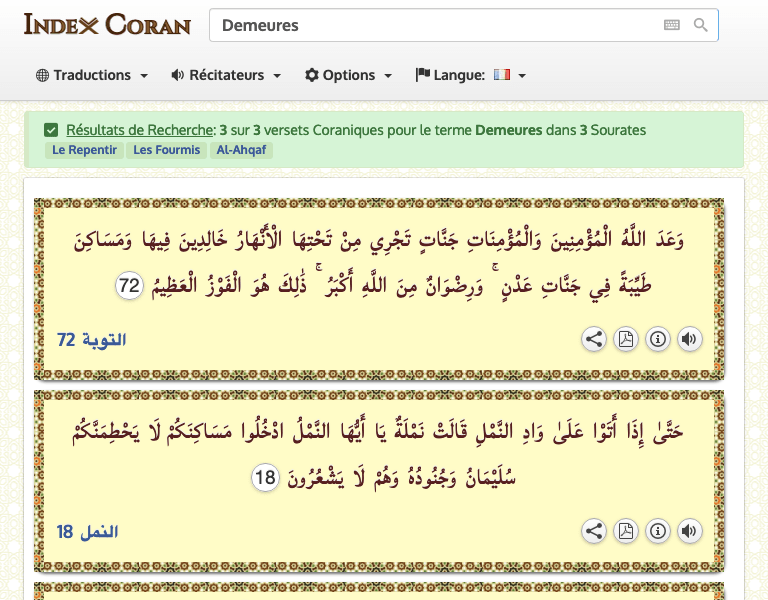 INDEX CORAN
Demeures
Traductions Récitateurs Options Langue:
Résultats de Recherche: 3 sur 3 versets Coraniques pour le terme Demeures dans 3 Sourates
Le Repentir Les Fourmis Al-Ahqaf
وَعَدَ اللَّهُ الْمُؤْمِنِينَ وَالْمُؤْمِنَاتِ جَنَّاتٍ تَجْرِي مِنْ تَحْتِهَا الْأَنْهَارُ خَالِدِينَ فِيهَا وَمَسَاكِنَ
طَيِّبَةً فِي جَنَّاتِ عَدْنٍ ۚ وَرِضْوَانٌ مِنَ اللَّهِ أَكْبَرُ ۚ ذَٰلِكَ هُوَ الْفَوْزُ الْعَظِيمُ 72
التوبة 72
حَتَّىٰ إِذَا أَتَوْا عَلَىٰ وَادِ النَّمْلِ قَالَتْ نَمْلَةٌ يَا أَيُّهَا النَّمْلُ ادْخُلُوا مَسَاكِنَكُمْ لَا يَحْطِمَنَّكُمْ
سُلَيْمَانُ وَجُنُودُهُ وَهُمْ لَا يَشْعُرُونَ 18
النمل 18